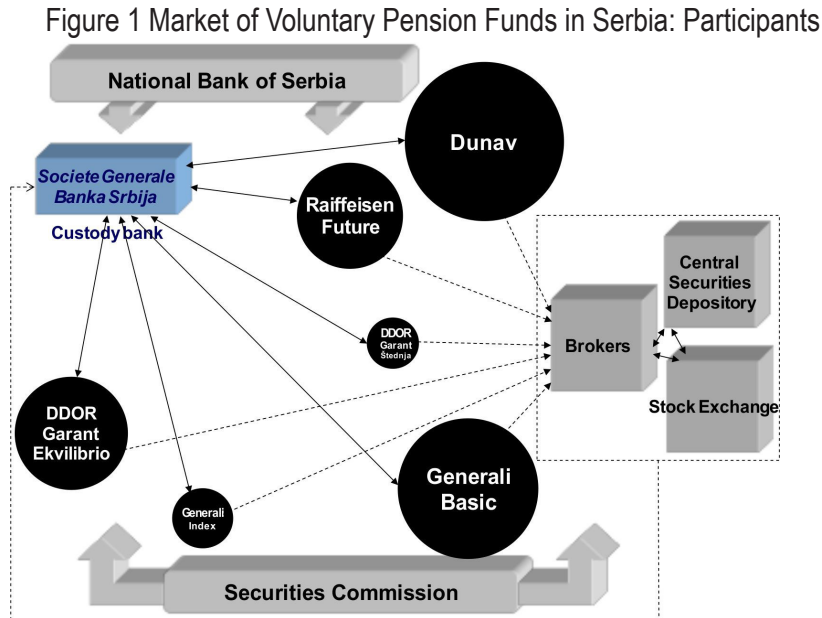 Figure 1 Market of Voluntary Pension Funds in Serbia: Participants
National Bank of Serbia
Dunav
Societe Generale
Banka Srbija
Custody bank
Raiffeisen
Future
Central
Securities
Depository
Brokers
DDOR
Garant
Štednja
Stock Exchange
DDOR
Garant
Ekvilibrio
Generali
Basic
Generali
Index
Securities Commission